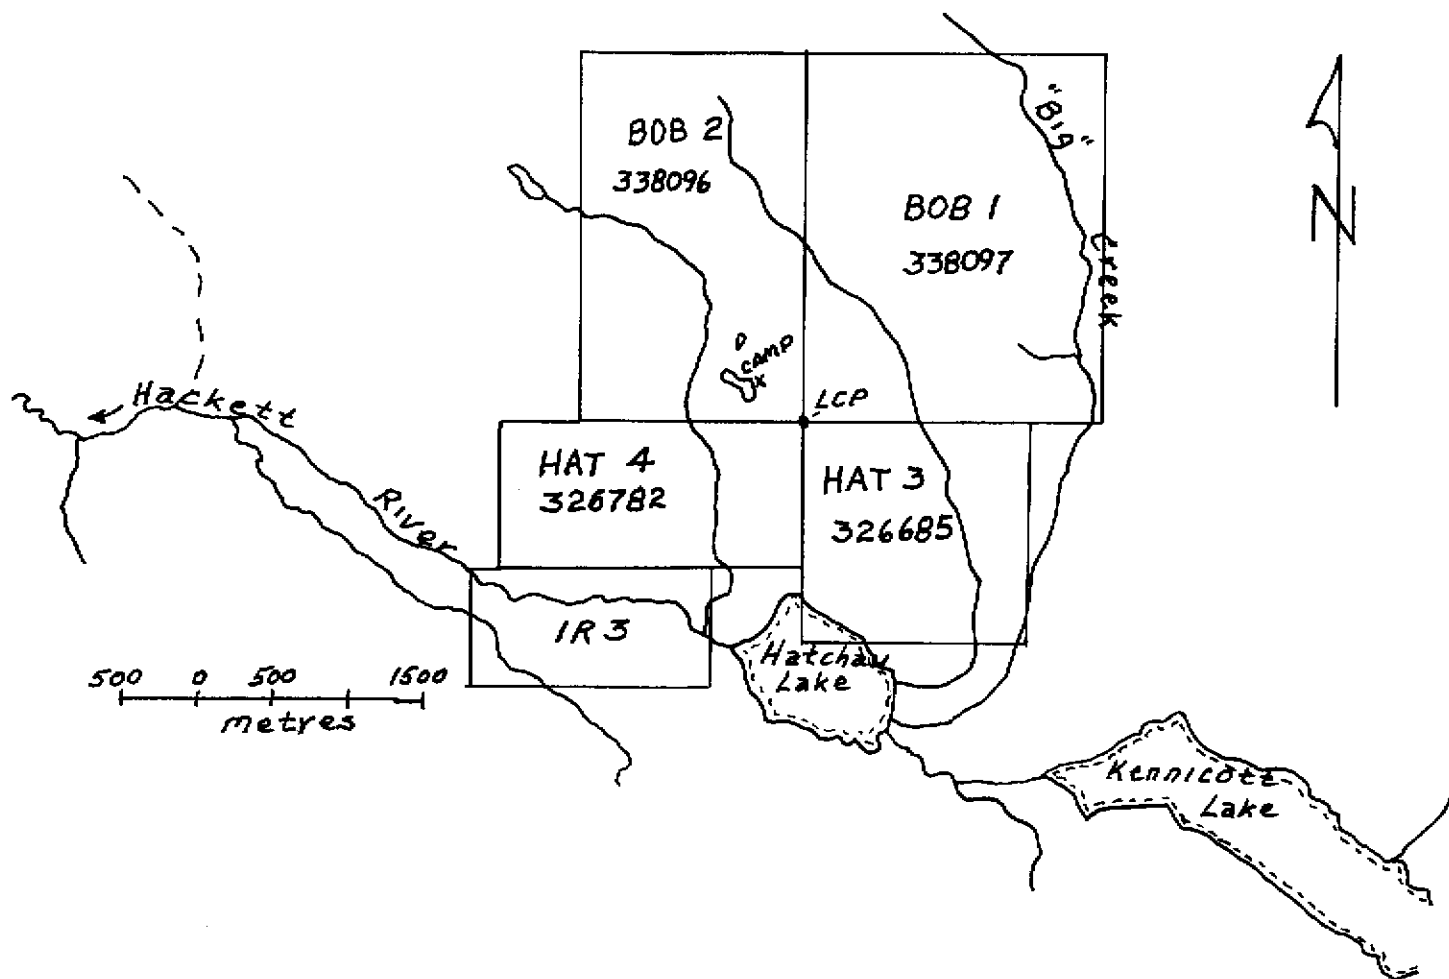 "Big"
Creek
BOB 2
338096
BOB 1
338097
N
CAMP
x
LCP
Hackett
River
HAT 4
326782
HAT 3
326685
IR 3
Hatchau
Lake
500 0 500 1500
metres
Kennicott
Lake